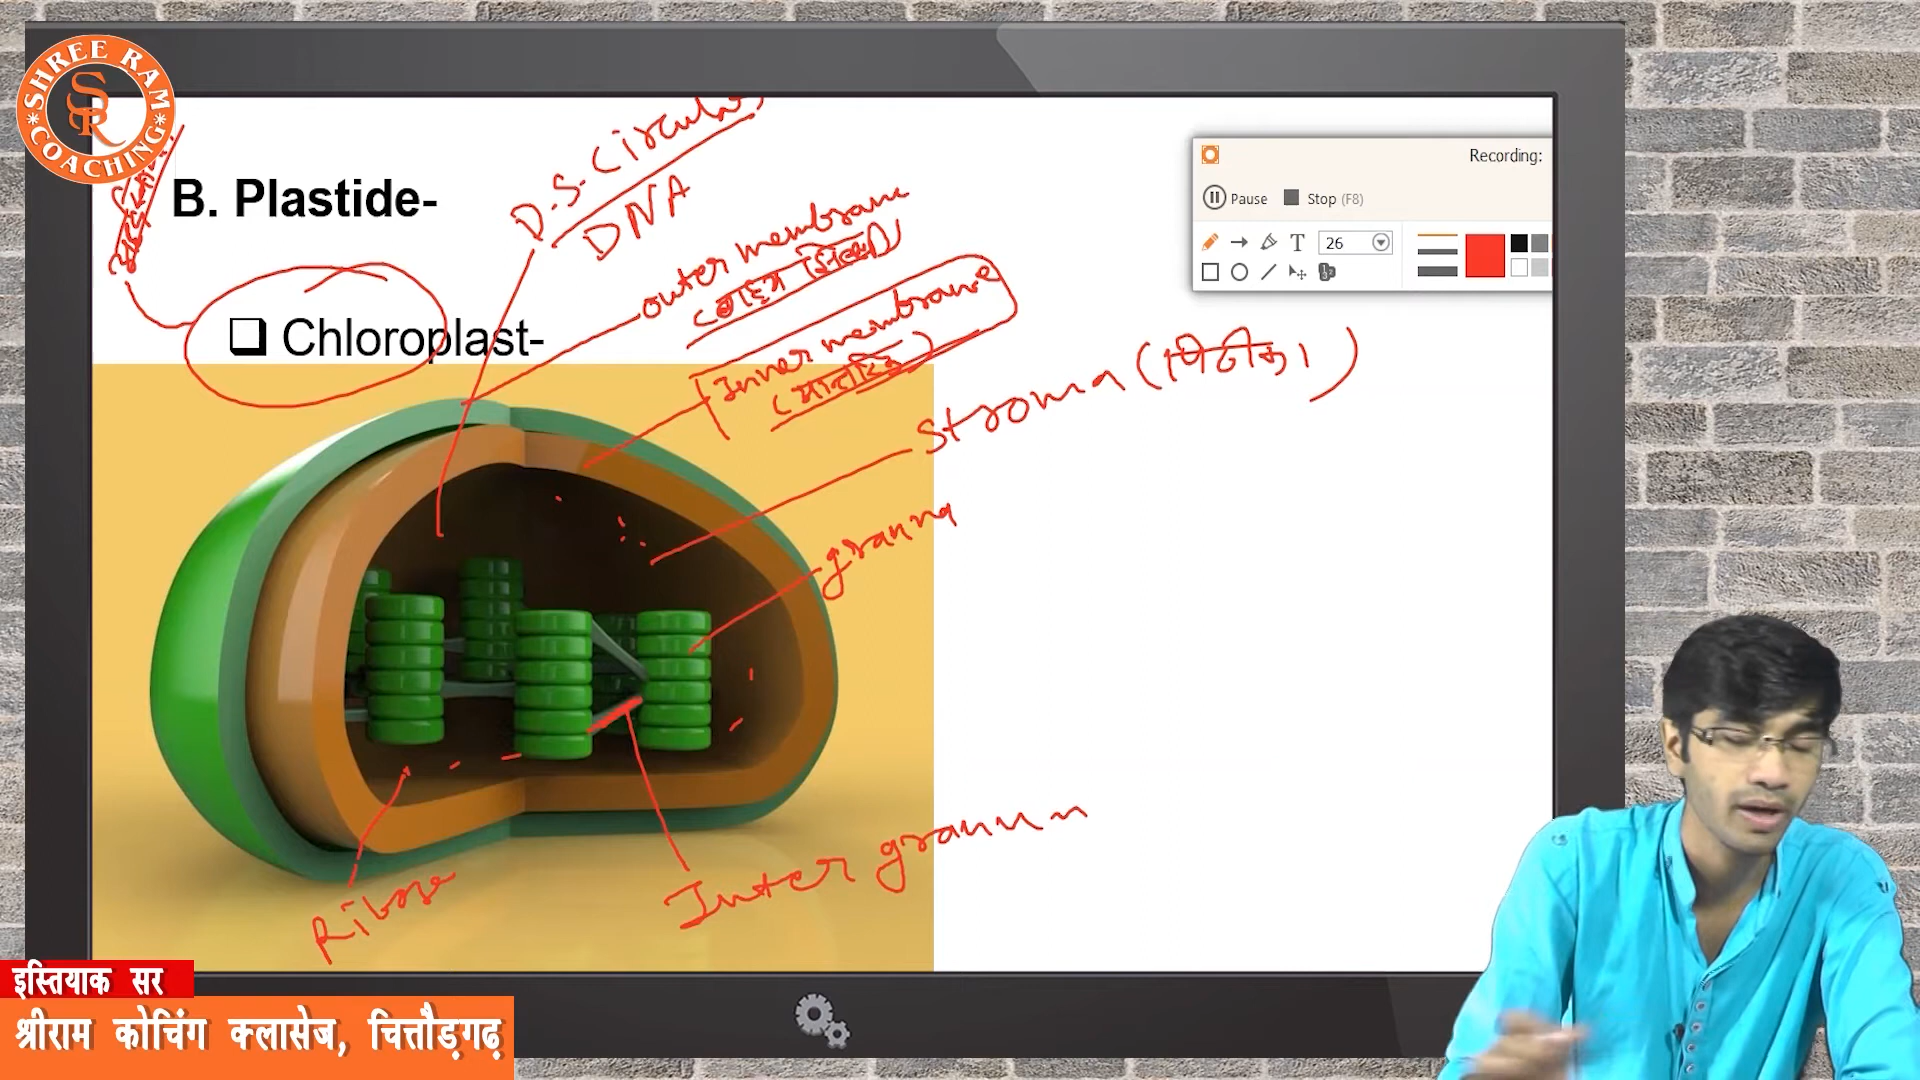 SHREE RAM
SR
COACHING
B. Plastide-
Chloroplast-
D.S. Circular
DNA
outer membrane
(बाह्य झिल्ली)
Inner membrane
Stroma (पीठीका)
granna
Ribose
Inter granum
Recording:
Pause
Stop (F8)
T
26
इस्तियाक सर
श्रीराम कोचिंग क्लासेज, चित्तौड़गढ़